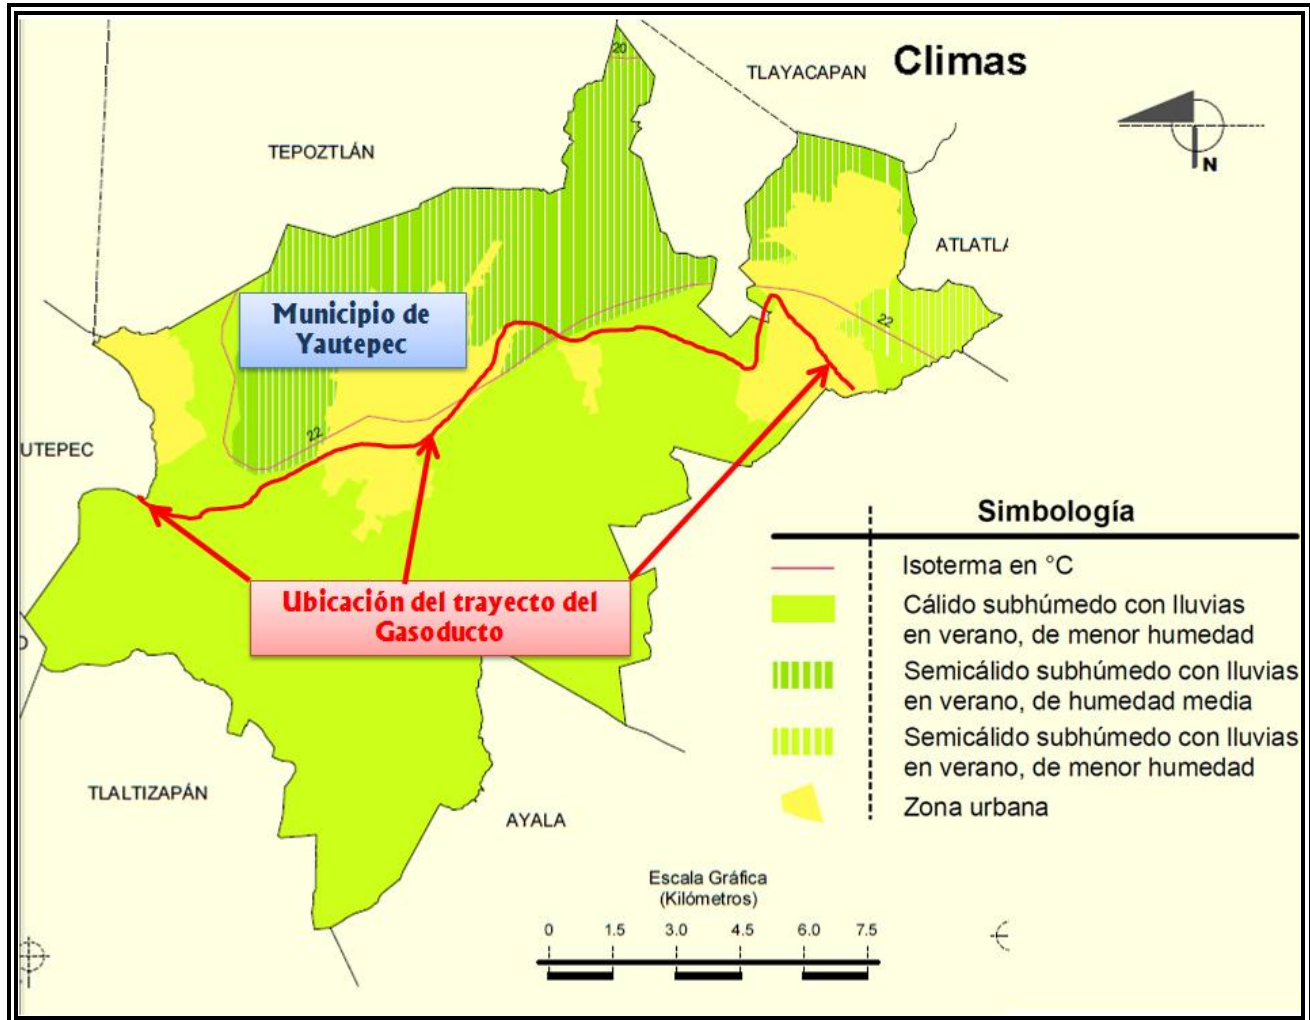 Climas
TLAYACAPAN
20
N
TEPOZTLÁN
ATLATLA
Municipio de
Yautepec
22
22
UTEPEC
Ubicación del trayecto del
Gasoducto
Simbología
Isoterma en °C
Cálido subhúmedo con lluvias
en verano, de menor humedad
Semicálido subhúmedo con lluvias
en verano, de humedad media
Semicálido subhúmedo con lluvias
en verano, de menor humedad
Zona urbana
TLALTIZAPÁN
AYALA
Escala Gráfica
(Kilómetros)
0 1.5 3.0 4.5 6.0 7.5